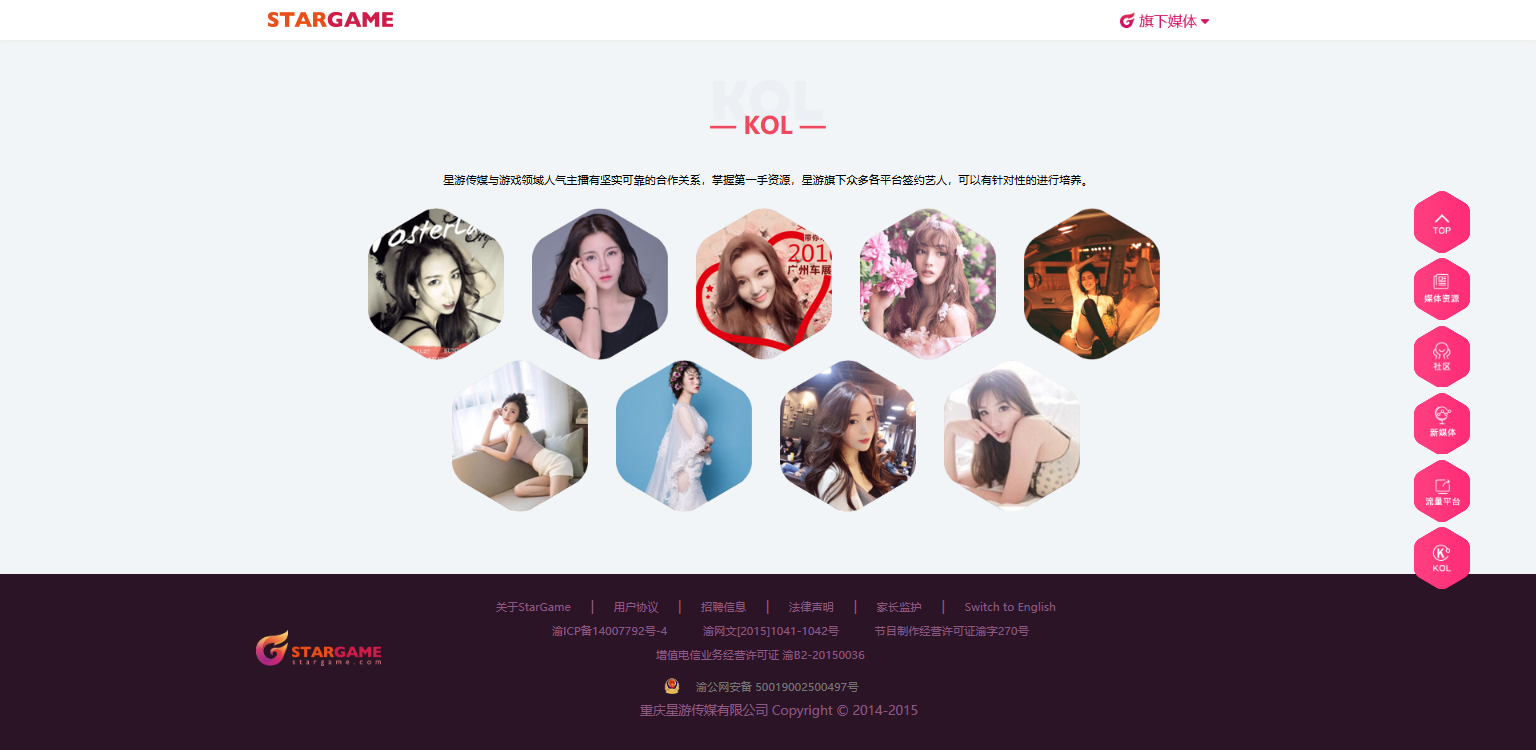 STARGAME
旗下媒体
KOL
— KOL —
星游传媒与游戏领域人气主播有坚实可靠的合作关系，掌握第一手资源，星游旗下众多各平台签约艺人，可以有针对性的进行培养。
TOP
媒体资源
社区
新媒体
流量平台
KOL
关于StarGame | 用户协议 | 招聘信息 | 法律声明 | 家长监护 | Switch to English
渝ICP备14007792号-4 渝网文[2015]1041-1042号 节目制作经营许可证渝字270号
STARGAME
stargame.com
增值电信业务经营许可证 渝B2-20150036
渝公网安备 50019002500497号
重庆星游传媒有限公司 Copyright © 2014-2015